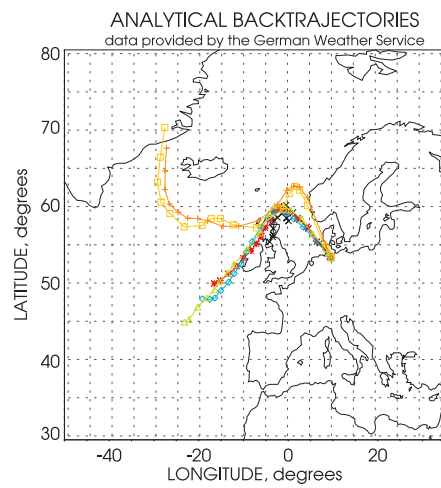 ANALYTICAL BACKTRAJECTORIES
data provided by the German Weather Service
80
70
60
50
40
30
LATITUDE, degrees
-40 -20 0 20
LONGITUDE, degrees